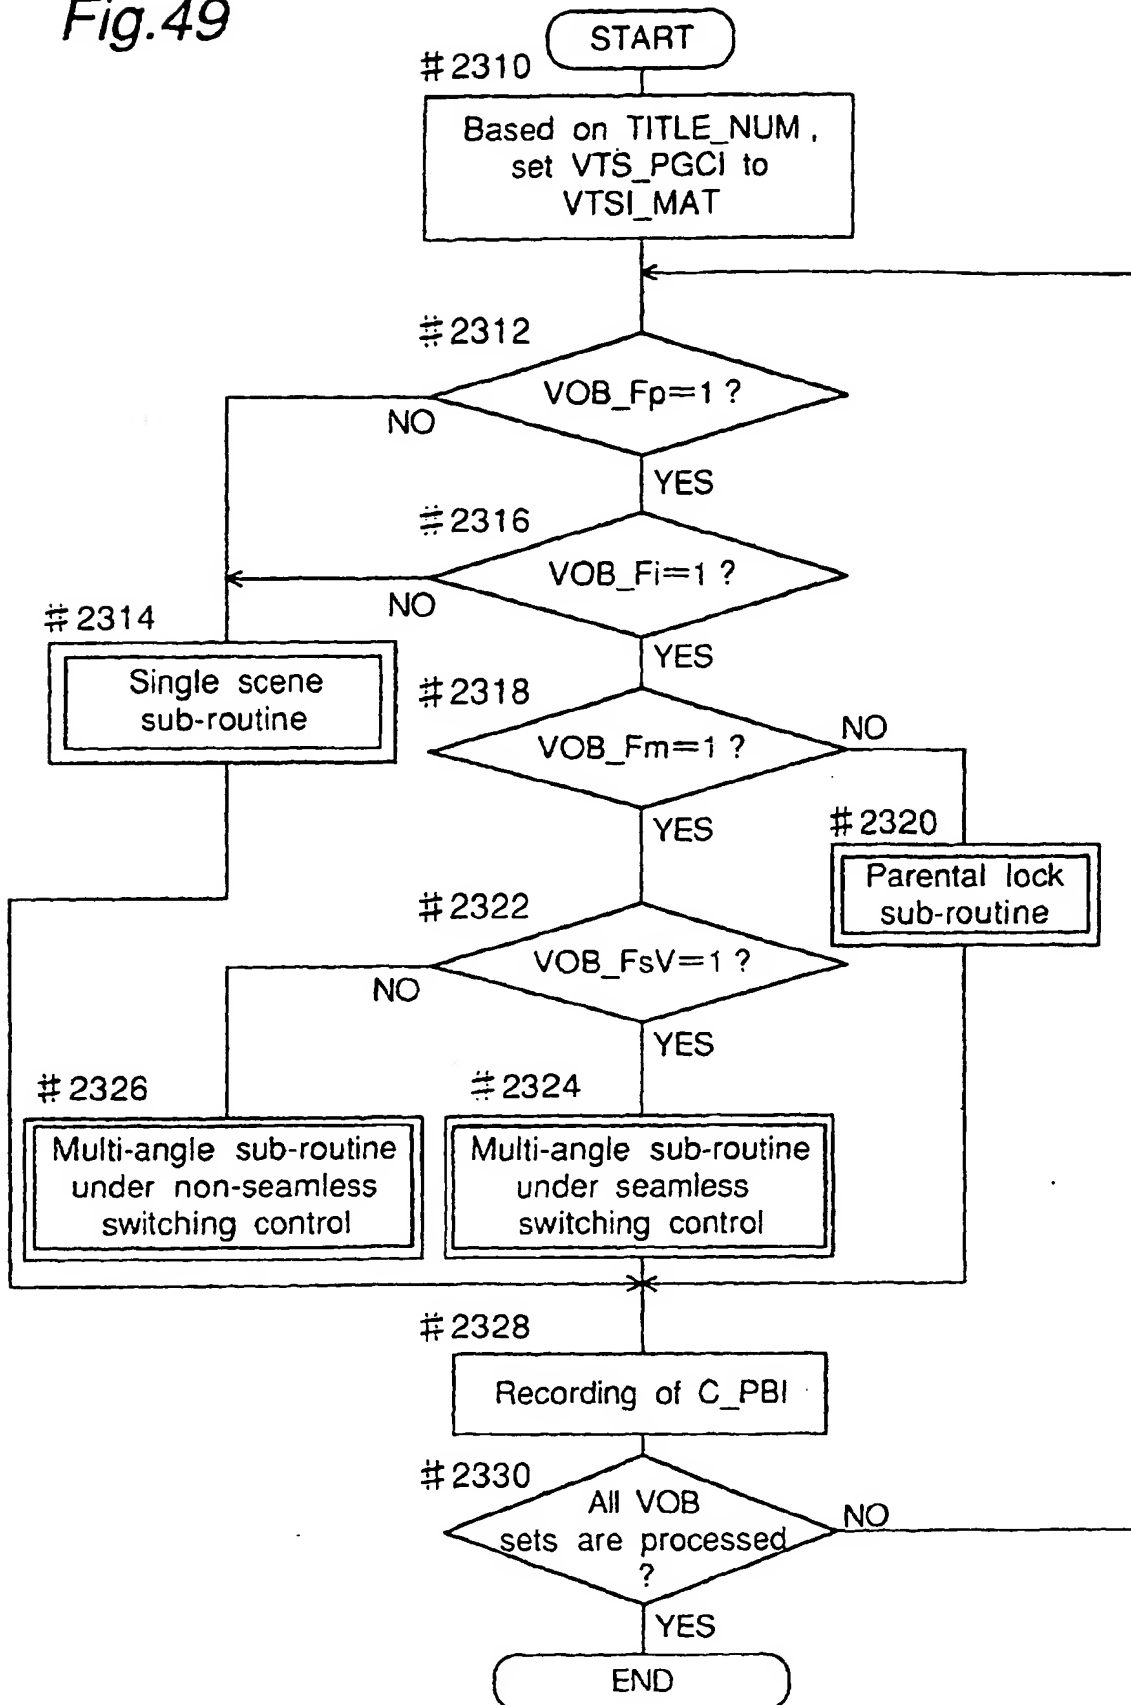 Fig.49
START
#2310
Based on TITLE_NUM,
set VTS_PGCI to
VTSI_MAT
#2312
VOB_Fp=1 ?
NO
YES
#2316
VOB_Fi=1 ?
NO
YES
#2314
Single scene
sub-routine
#2318
VOB_Fm=1 ?
NO
YES
#2320
Parental lock
sub-routine
#2322
VOB_FsV=1 ?
NO
YES
#2326
Multi-angle sub-routine
under non-seamless
switching control
#2324
Multi-angle sub-routine
under seamless
switching control
#2328
Recording of C_PBI
#2330
All VOB
sets are processed
?
NO
YES
END